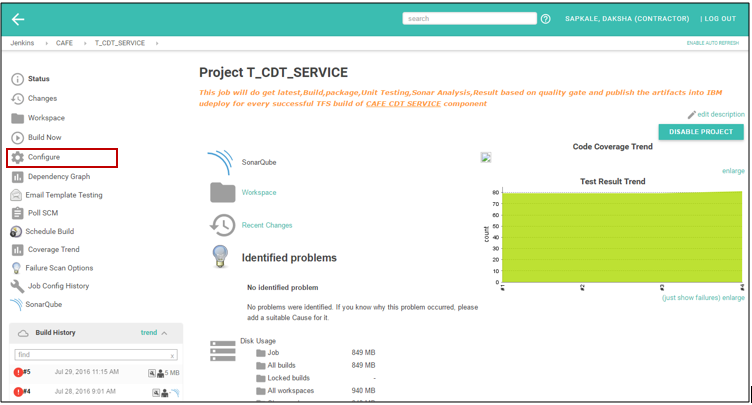 search
SAPKALE, DAKSHA (CONTRACTOR) | LOG OUT
Jenkins CAFE T_CDT_SERVICE
ENABLE AUTO REFRESH
Status
Changes
Workspace
Build Now
Configure
Dependency Graph
Email Template Testing
Poll SCM
Schedule Build
Coverage Trend
Failure Scan Options
Job Config History
SonarQube
Build History trend
find x
#5 Jul 29, 2016 11:15 AM 5 MB
#4 Jul 28, 2016 9:01 AM
Project T_CDT_SERVICE
This job will do get latest,Build,package,Unit Testing,Sonar Analysis,Result based on quality gate and publish the artifacts into IBM
udeploy for every successful TFS build of CAFE CDT SERVICE component
edit description
DISABLE PROJECT
SonarQube
Workspace
Recent Changes
Identified problems
No identified problem
No problems were identified. If you know why this problem occurred, please
add a suitable Cause for it.
Disk Usage
Job 849 MB
All builds 849 MB
Locked builds -
All workspaces 940 MB
Code Coverage Trend
enlarge
Test Result Trend
count
80
70
60
50
40
30
20
10
0
#1 #2 #3 #4
(just show failures) enlarge